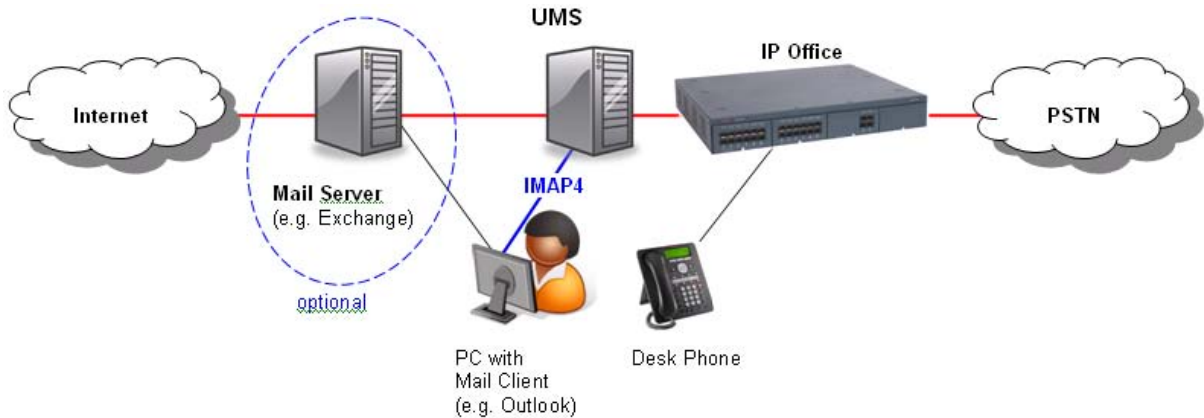 UMS
IP Office
Internet
PSTN
Mail Server
(e.g. Exchange)
IMAP4
optional
PC with
Mail Client
(e.g. Outlook)
Desk Phone